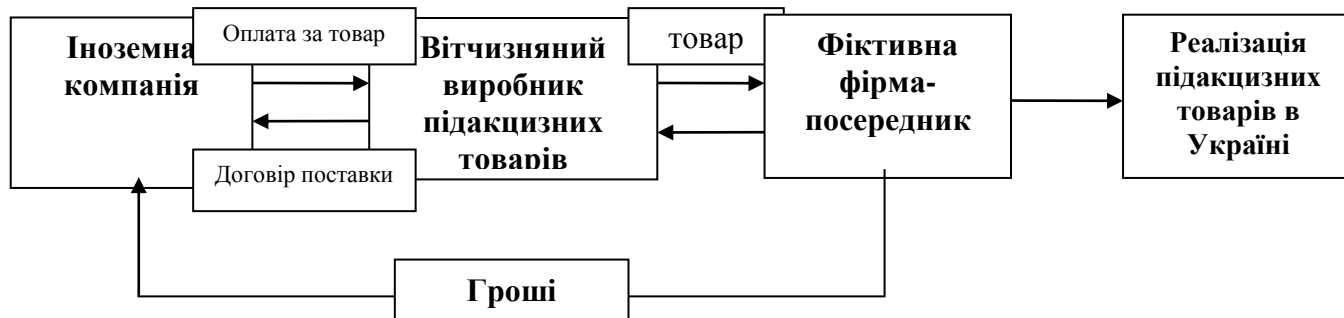 Іноземна
компанія
Оплата за товар
Договір поставки
Вітчизняний
виробник
підакцизних
товарів
товар
Фіктивна
фірма-
посередник
Реалізація
підакцизних
товарів в
Україні
Гроші